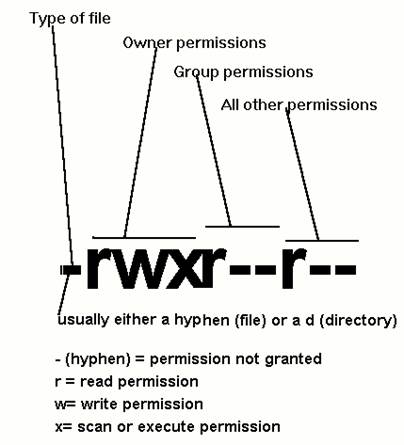 Type of file
Owner permissions
Group permissions
All other permissions
-rwxr--r--
usually either a hyphen (file) or a d (directory)
- (hyphen) = permission not granted
r = read permission
w= write permission
x= scan or execute permission